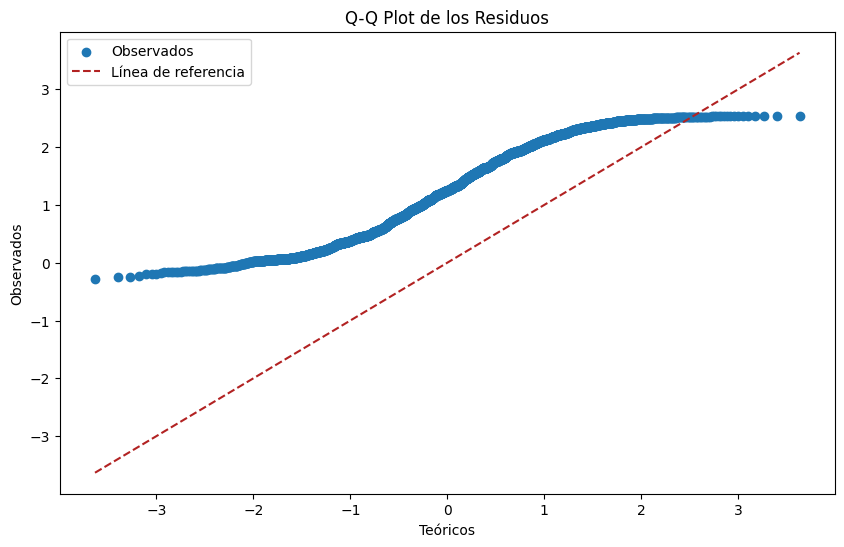 Q-Q Plot de los Residuos
Observados
Línea de referencia
3
2
1
0
−1
−2
−3
Observados
−3
−2
−1
0
1
2
3
Teóricos